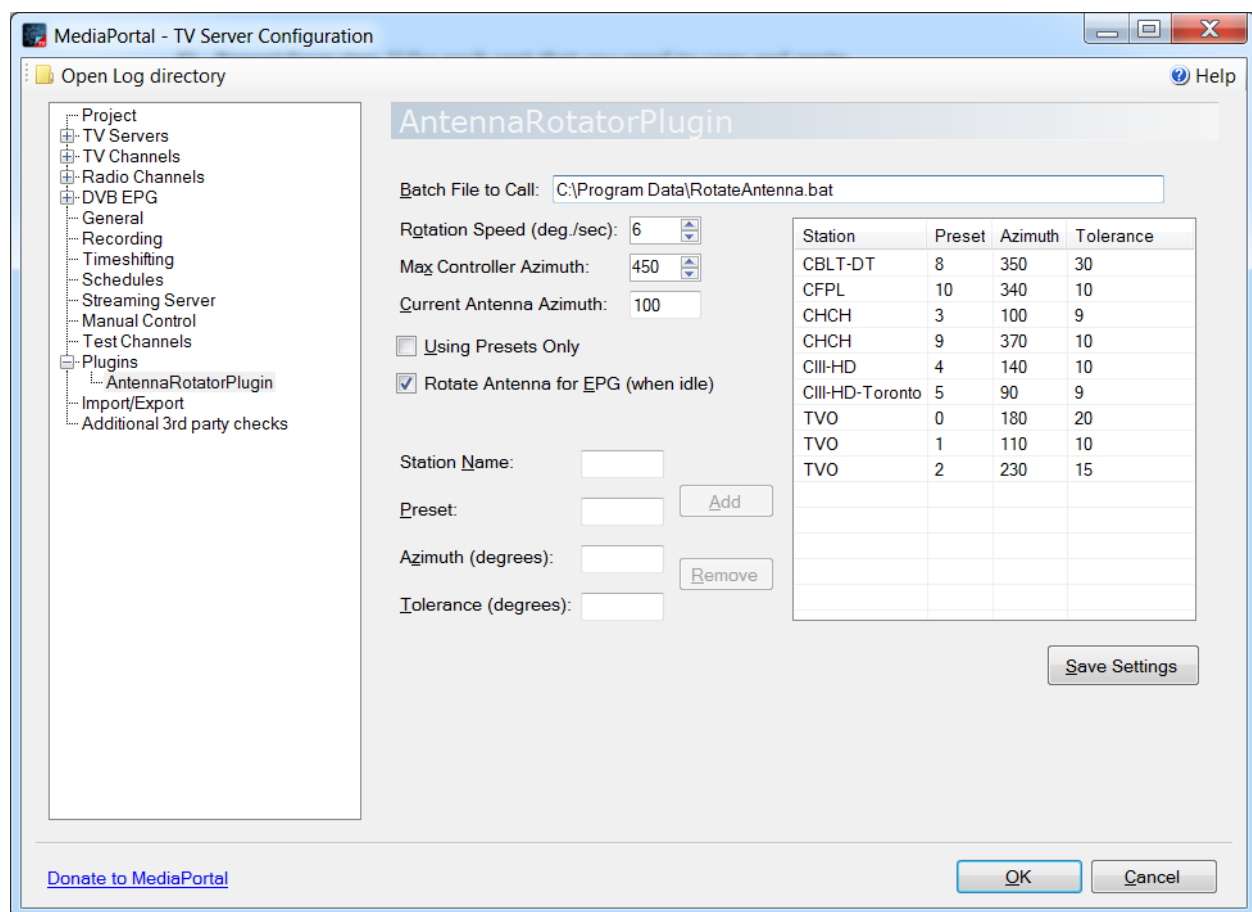 MediaPortal - TV Server Configuration
Open Log directory
Help
Project
TV Servers
TV Channels
Radio Channels
DVB EPG
General
Recording
Timeshifting
Schedules
Streaming Server
Manual Control
Test Channels
Plugins
AntennaRotatorPlugin
Import/Export
Additional 3rd party checks
AntennaRotatorPlugin
Batch File to Call: C:\Program Data\RotateAntenna.bat
Rotation Speed (deg./sec): 6
Max Controller Azimuth: 450
Current Antenna Azimuth: 100
Using Presets Only
Rotate Antenna for EPG (when idle)
Station Name:
Preset:
Azimuth (degrees):
Tolerance (degrees):
Add
Remove
Station Preset Azimuth Tolerance
CBLT-DT 8 350 30
CFPL 10 340 10
CHCH 3 100 9
CHCH 9 370 10
CIII-HD 4 140 10
CIII-HD-Toronto 5 90 9
TVO 0 180 20
TVO 1 110 10
TVO 2 230 15
Save Settings
Donate to MediaPortal
OK
Cancel